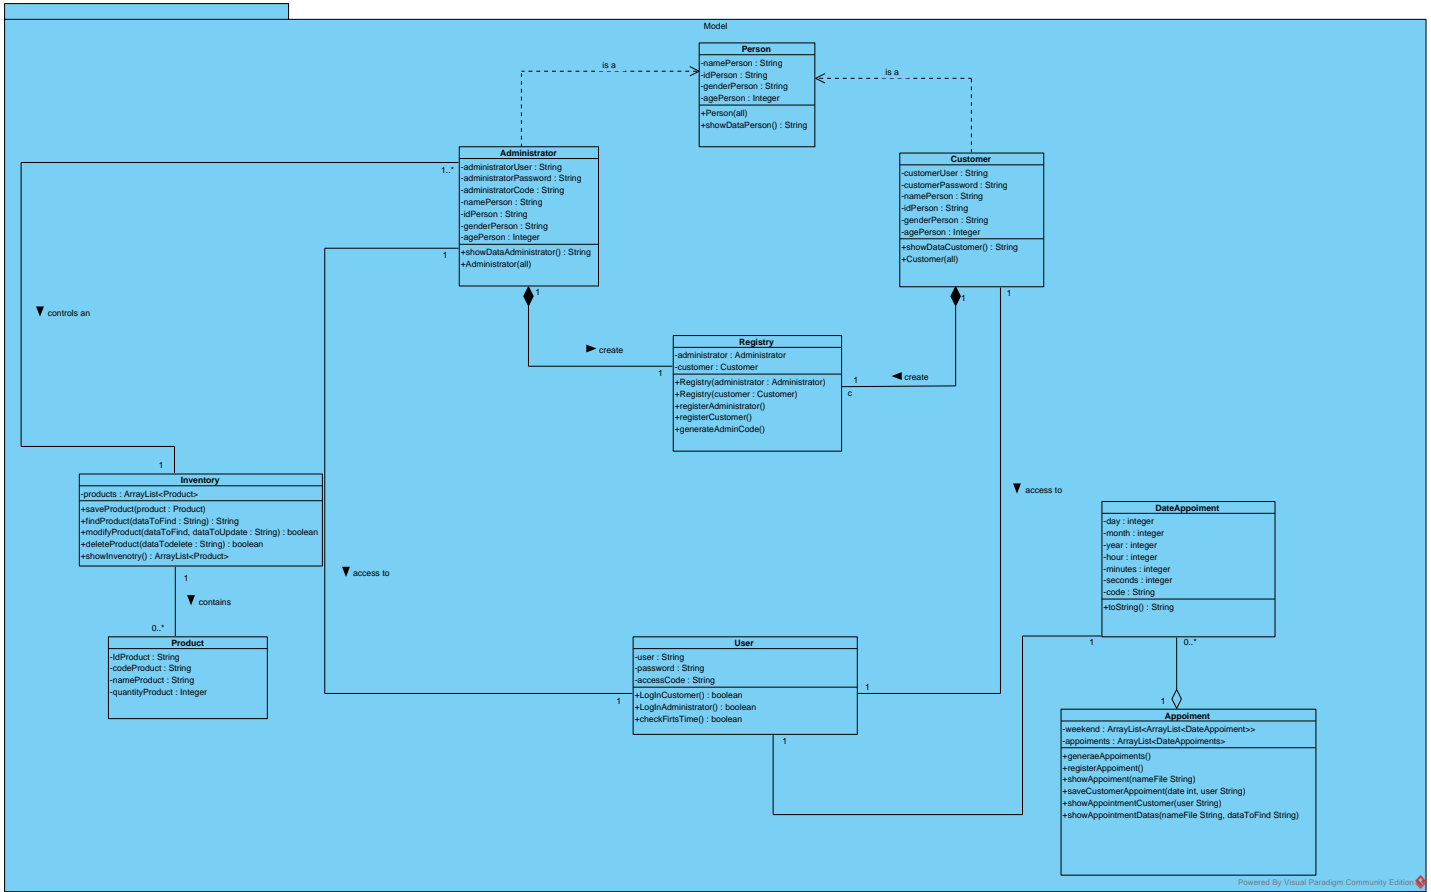 Model
Person
-namePerson : String
-idPerson : String
-genderPerson : String
-agePerson : Integer
+Person(all)
+showDataPerson() : String
is a
is a
Administrator
-administratorUser : String
-administratorPassword : String
-administratorCode : String
-namePerson : String
-idPerson : String
-genderPerson : String
-agePerson : Integer
+showDataAdministrator() : String
+Administrator(all)
1..*
1
1
Customer
-customerUser : String
-customerPassword : String
-namePerson : String
-idPerson : String
-genderPerson : String
-agePerson : Integer
+showDataCustomer() : String
+Customer(all)
1
1
controls an
create
1
Registry
-administrator : Administrator
-customer : Customer
+Registry(administrator : Administrator)
+Registry(customer : Customer)
+registerAdministrator()
+registerCustomer()
+generateAdminCode()
create
1
c
1
Inventory
-products : ArrayList<Product>
+saveProduct(product : Product)
+findProduct(dataToFind : String) : String
+modifyProduct(dataToFind, dataToUpdate : String) : boolean
+deleteProduct(dataTodelete : String) : boolean
+showInvenotry() : ArrayList<Product>
1
contains
0..*
access to
access to
Product
-IdProduct : String
-codeProduct : String
-nameProduct : String
-quantityProduct : Integer
User
-user : String
-password : String
-accessCode : String
+LogInCustomer() : boolean
+LogInAdministrator() : boolean
+checkFirtsTime() : boolean
1
1
1
DateAppoiment
-day : integer
-month : integer
-year : integer
-hour : integer
-minutes : integer
-seconds : integer
-code : String
+toString() : String
1
0..*
1
Appoiment
-weekend : ArrayList<ArrayList<DateAppoiment>>
-appoiments : ArrayList<DateAppoiments>
+generaeAppoiments()
+registerAppoiment()
+showAppoiment(nameFile String)
+saveCustomerAppoiment(date int, user String)
+showAppointmentCustomer(user String)
+showAppointmentDatas(nameFile String, dataToFind String)
Powered By Visual Paradigm Community Edition